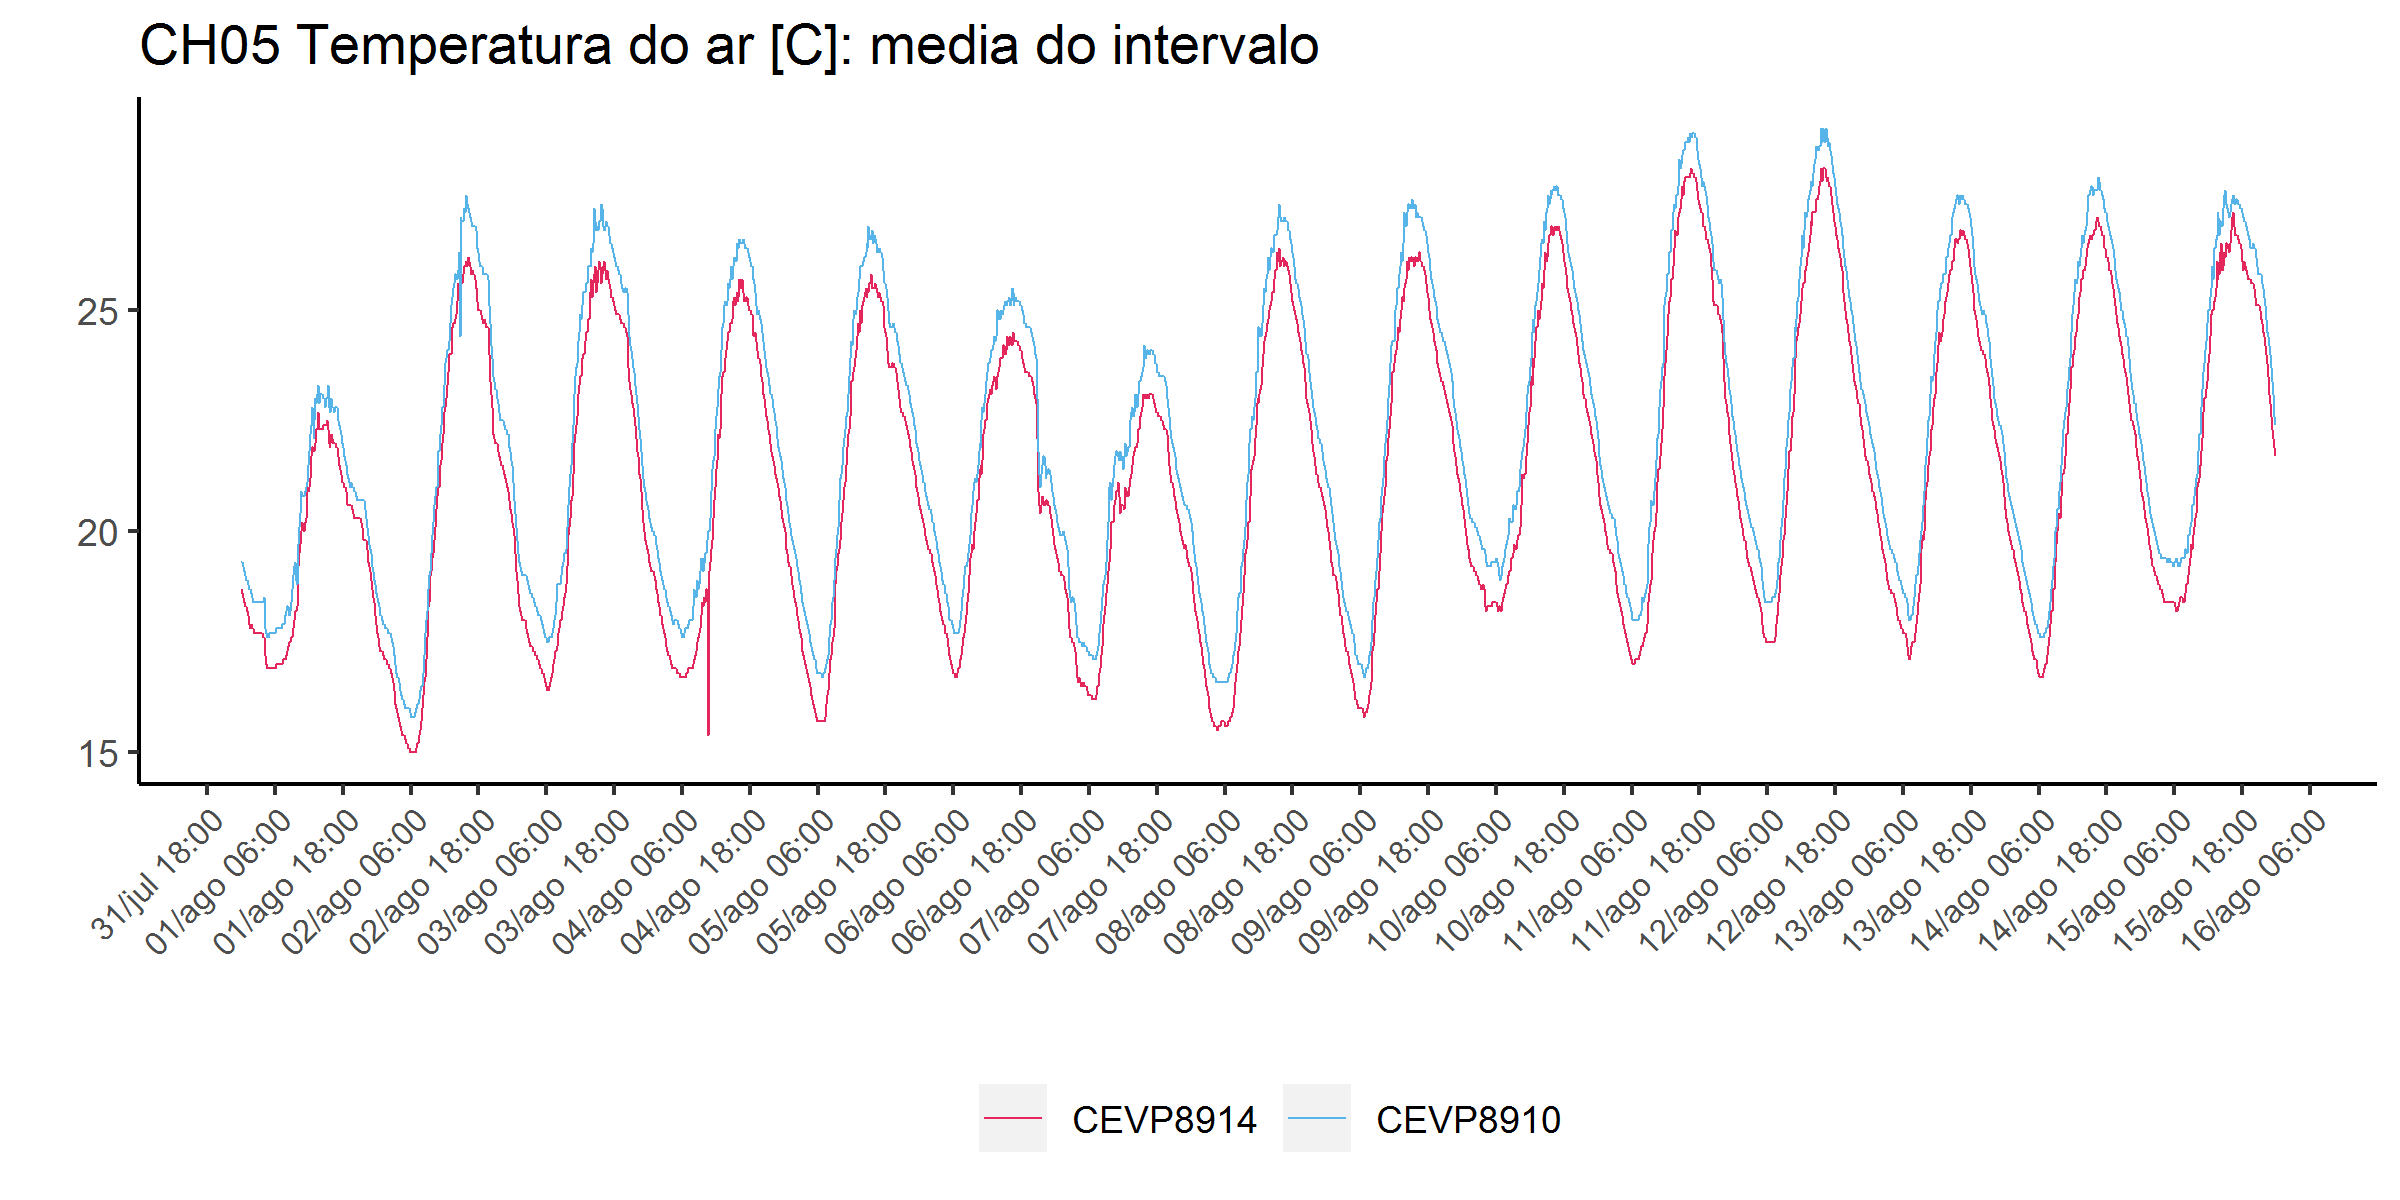 CH05 Temperatura do ar [C]: media do intervalo
25
20
15
31/jul 18:00
01/ago 06:00
01/ago 18:00
02/ago 06:00
02/ago 18:00
03/ago 06:00
03/ago 18:00
04/ago 06:00
04/ago 18:00
05/ago 06:00
05/ago 18:00
06/ago 06:00
06/ago 18:00
07/ago 06:00
07/ago 18:00
08/ago 06:00
08/ago 18:00
09/ago 06:00
09/ago 18:00
10/ago 06:00
10/ago 18:00
11/ago 06:00
11/ago 18:00
12/ago 06:00
12/ago 18:00
13/ago 06:00
13/ago 18:00
14/ago 06:00
14/ago 18:00
15/ago 06:00
15/ago 18:00
16/ago 06:00
CEVP8914 CEVP8910